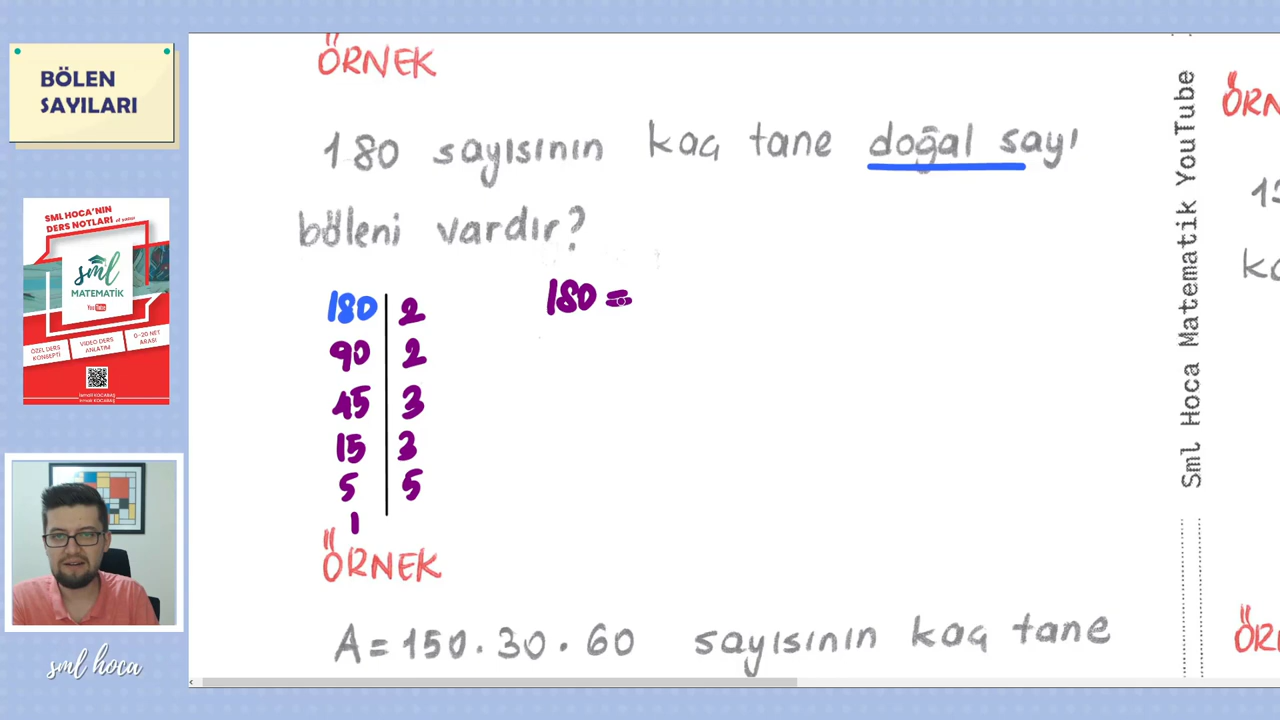 BÖLEN
SAYILARI
SML HOCA'NIN
DERS NOTLARI
sml
MATEMATİK
YouTube
ÖZEL DERS
KONSEPTİ
VİDEO DERS
ANLATIM
0-20 NET
ARASI
sml hoca
ÖRNEK
180 sayısının kaç tane doğal sayı
böleni vardır?
180 2
90 2
45 3
15 3
5 5
1
180 =
ÖRNEK
A = 150 . 30 . 60 sayısının kaç tane
Sml Hoca Matematik YouTube